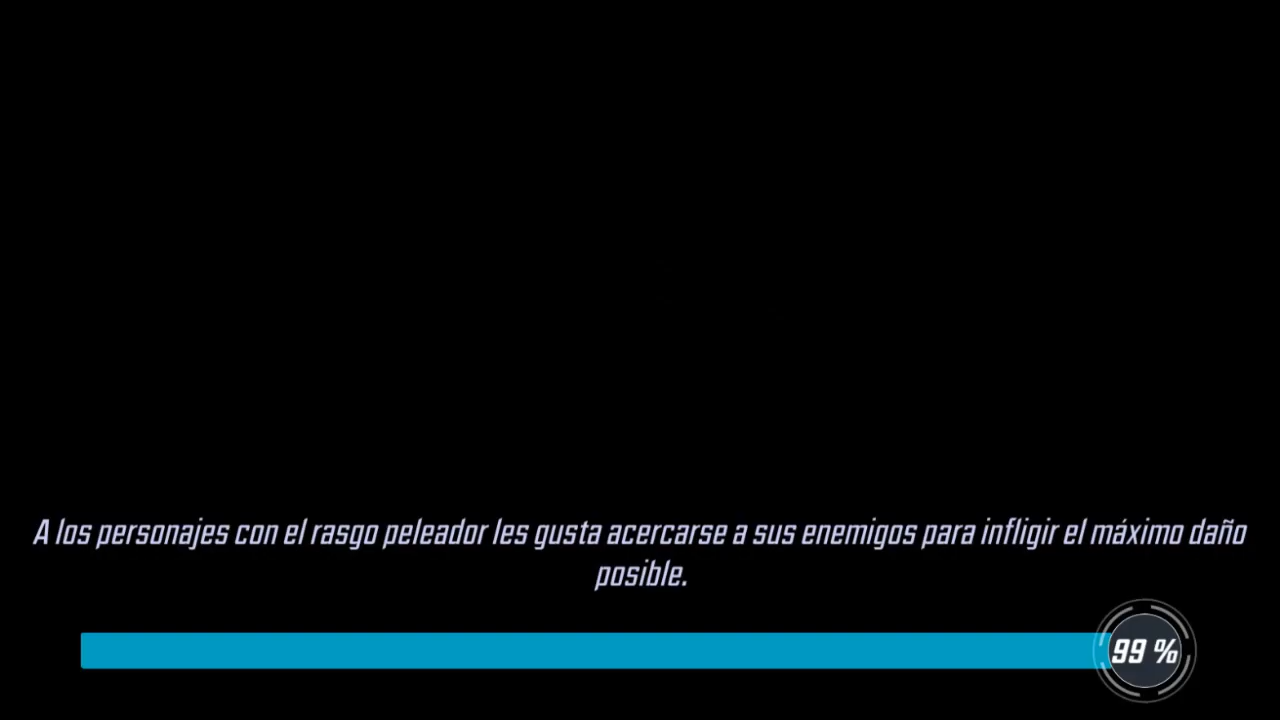 A los personajes con el rasgo peleador les gusta acercarse a sus enemigos para infligir el máximo daño
posible.
99 %